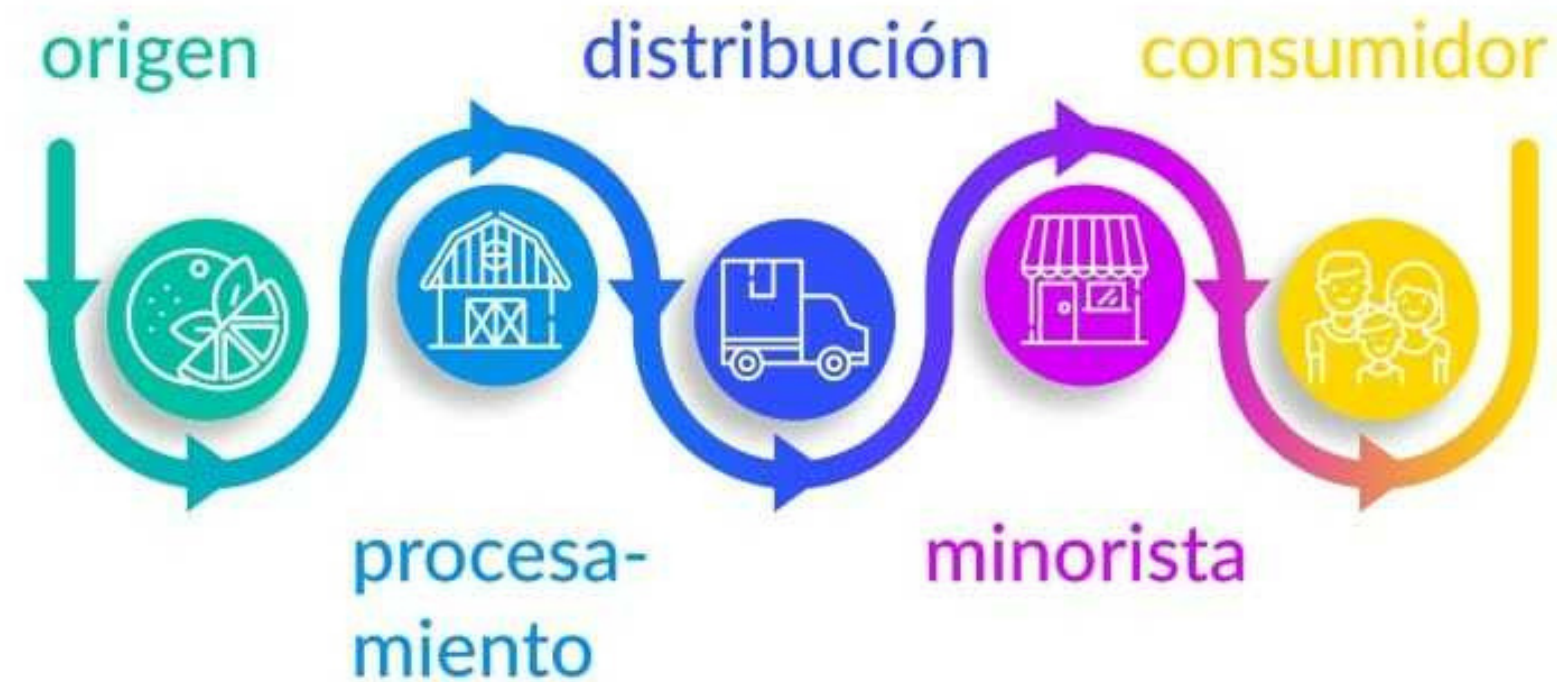 origen
distribución
consumidor
procesa-
miento
minorista